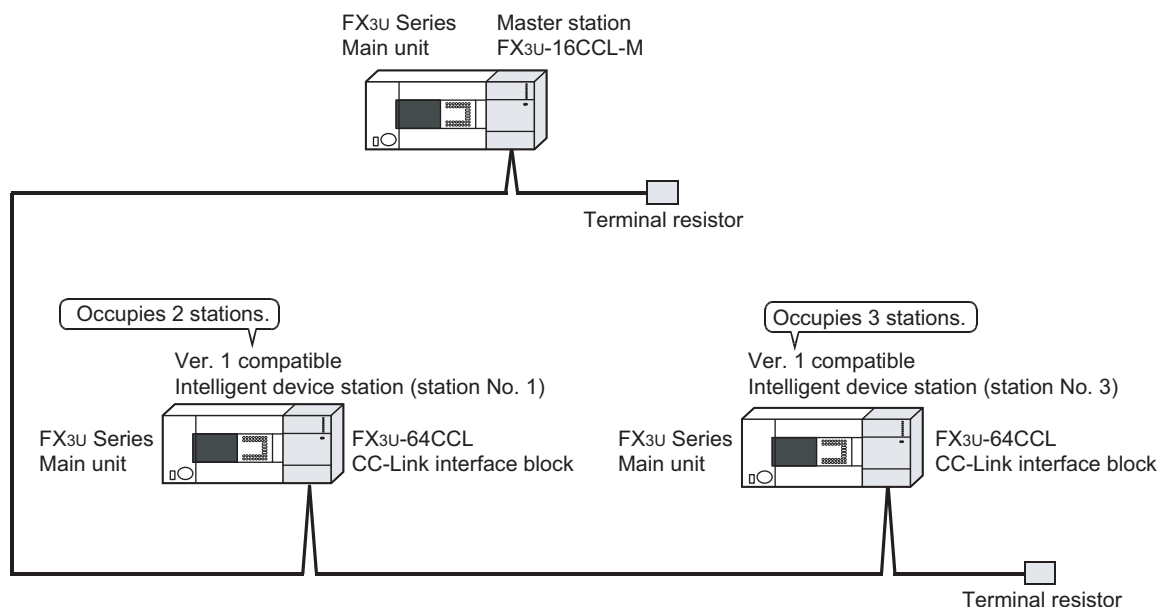 FX3U Series
Main unit
Master station
FX3U-16CCL-M
Terminal resistor
Occupies 2 stations.
Ver. 1 compatible
Intelligent device station (station No. 1)
FX3U Series
Main unit
FX3U-64CCL
CC-Link interface block
Occupies 3 stations.
Ver. 1 compatible
Intelligent device station (station No. 3)
FX3U Series
Main unit
FX3U-64CCL
CC-Link interface block
Terminal resistor